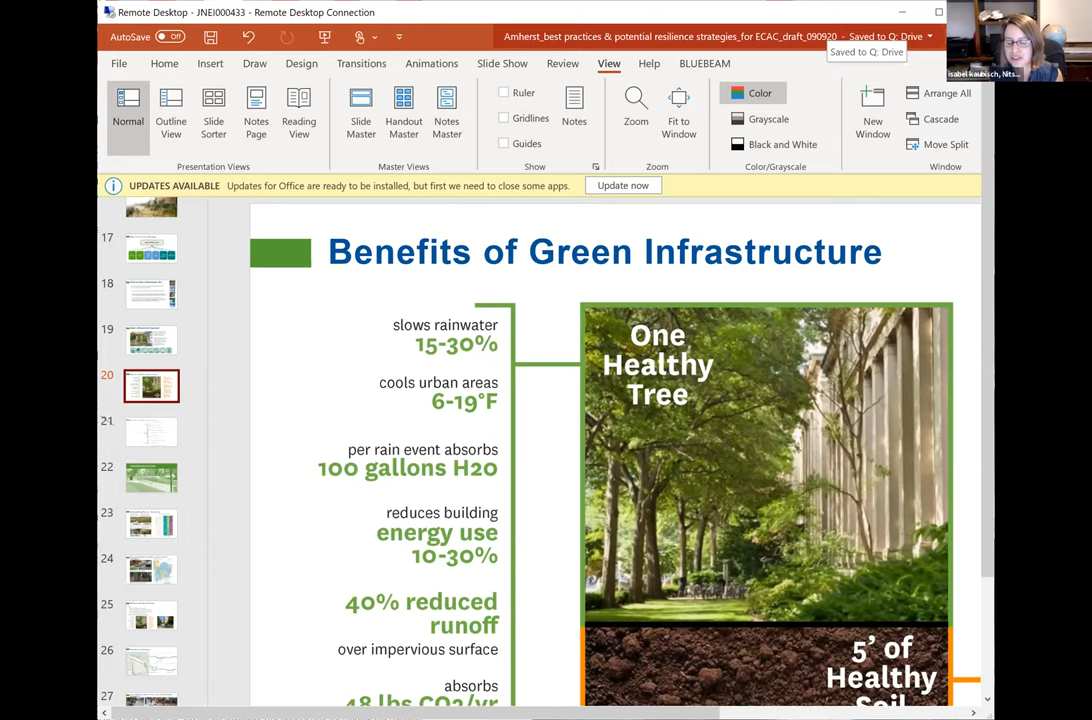 Remote Desktop - JNEI000433 - Remote Desktop Connection
AutoSave Off
Amherst_best practices & potential resilience strategies_for ECAC_draft_090920 - Saved to Q: Drive
Saved to Q: Drive
isabel kaubisch, Nits...
File Home Insert Draw Design Transitions Animations Slide Show Review View Help BLUEBEAM
Normal
Outline View
Slide Sorter
Notes Page
Reading View
Presentation Views
Slide Master
Handout Master
Notes Master
Master Views
Ruler
Gridlines
Guides
Notes
Show
Zoom
Fit to Window
Zoom
Color
Grayscale
Black and White
Color/Grayscale
New Window
Arrange All
Cascade
Move Split
Window
UPDATES AVAILABLE Updates for Office are ready to be installed, but first we need to close some apps. Update now
17
18
19
20
21
22
23
24
25
26
27
Benefits of Green Infrastructure
slows rainwater
15-30%
cools urban areas
6-19°F
per rain event absorbs
100 gallons H20
reduces building
energy use
10-30%
40% reduced
runoff
over impervious surface
absorbs
48 lbs CO2/yr
One
Healthy
Tree
5' of
Healthy
Soil